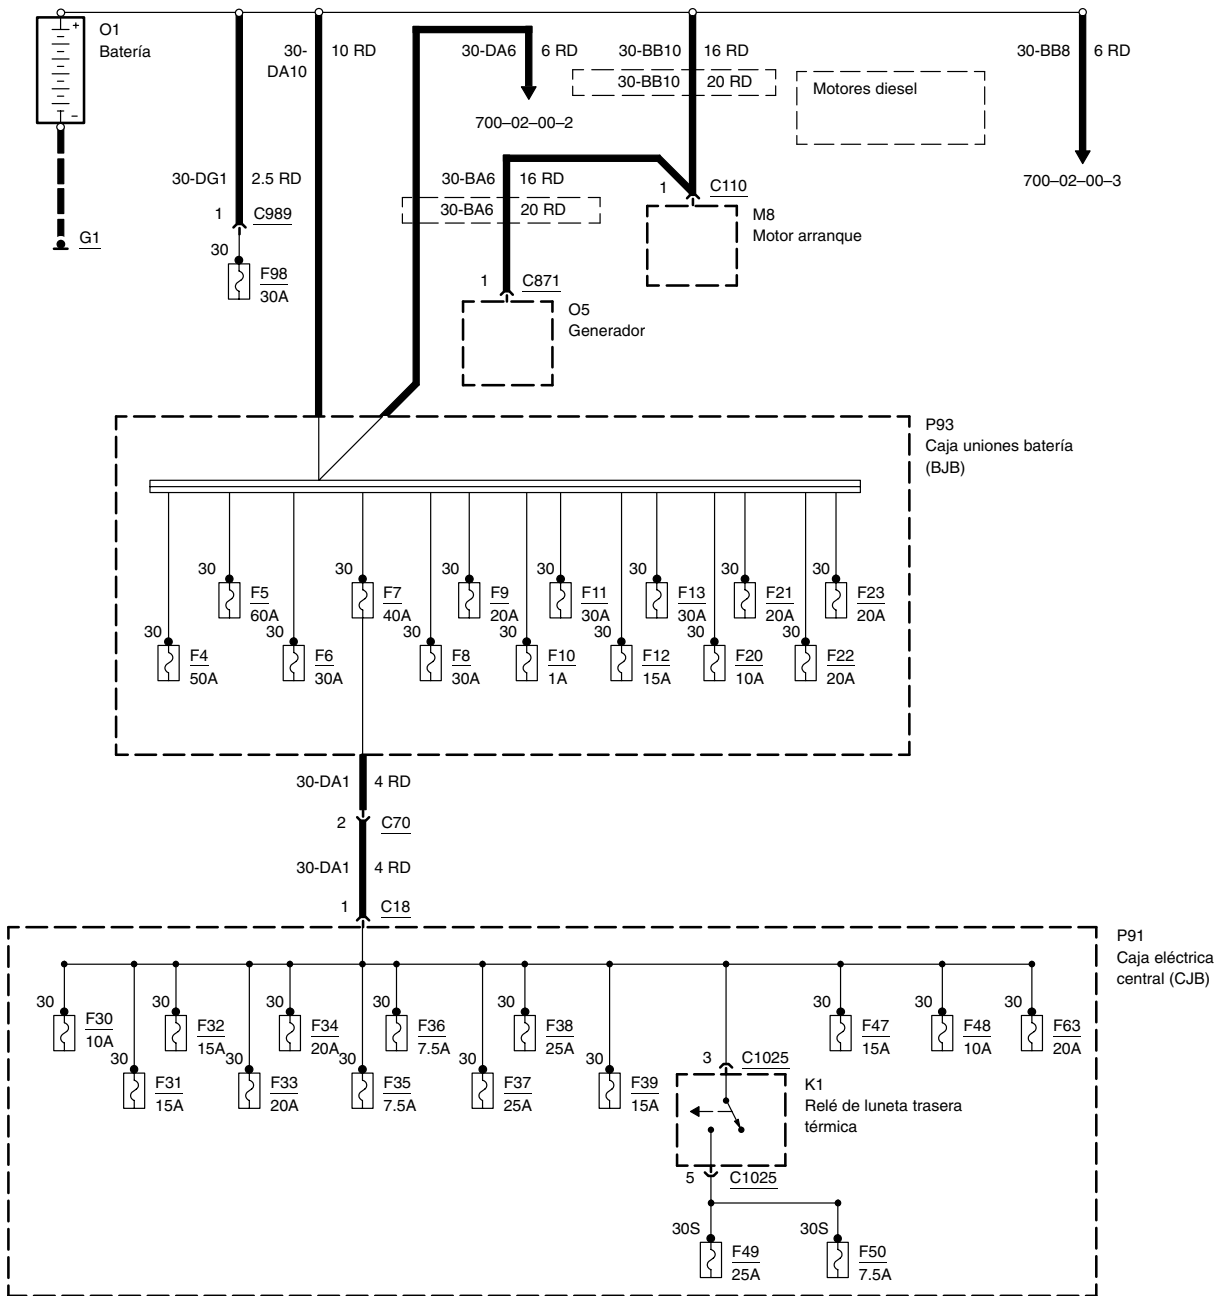 +
−
O1
Batería
G1
30-DG1 2.5 RD
1 C989
30
F98
30A
30-
DA10
10 RD
30-DA6 6 RD
700–02–00–2
30-BB10 16 RD
30-BB10 20 RD
Motores diesel
30-BB8 6 RD
700–02–00–3
30-BA6 16 RD
30-BA6 20 RD
1 C110
M8
Motor arranque
1 C871
O5
Generador
P93
Caja uniones batería
(BJB)
30 30 30 30 30 30 30
F5 F7 F9 F11 F13 F21 F23
60A 40A 20A 30A 30A 20A 20A
30 30 30 30 30 30 30
F4 F6 F8 F10 F12 F20 F22
50A 30A 30A 1A 15A 10A 20A
30-DA1 4 RD
2 C70
30-DA1 4 RD
1 C18
P91
Caja eléctrica
central (CJB)
30 30 30 30 30 30 30 30
F30 F32 F34 F36 F38 F47 F48 F63
10A 15A 20A 7.5A 25A 15A 10A 20A
30 30 30 30 30
F31 F33 F35 F37 F39
15A 20A 7.5A 25A 15A
3 C1025
K1
Relé de luneta trasera
térmica
5 C1025
30S 30S
F49 F50
25A 7.5A